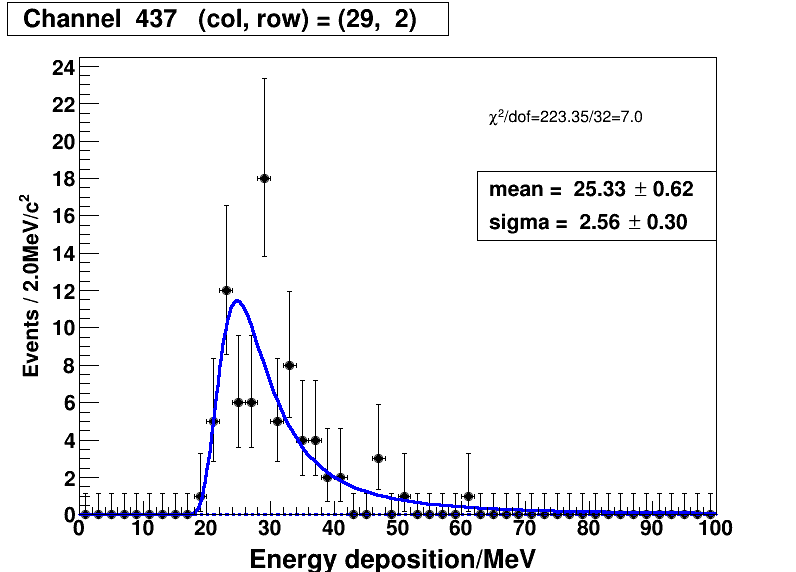 Channel 437 (col, row) = (29, 2)
χ²/dof=223.35/32=7.0
mean = 25.33 ± 0.62
sigma = 2.56 ± 0.30
Events / 2.0MeV/c²
24
22
20
18
16
14
12
10
8
6
4
2
0
0 10 20 30 40 50 60 70 80 90 100
Energy deposition/MeV